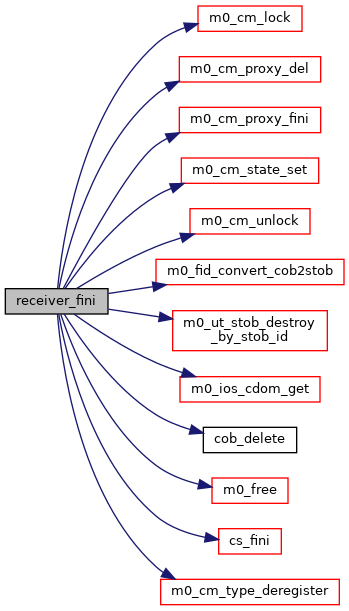 m0_cm_lock
m0_cm_proxy_del
m0_cm_proxy_fini
m0_cm_state_set
m0_cm_unlock
receiver_fini
m0_fid_convert_cob2stob
m0_ut_stob_destroy
_by_stob_id
m0_ios_cdom_get
cob_delete
m0_free
cs_fini
m0_cm_type_deregister